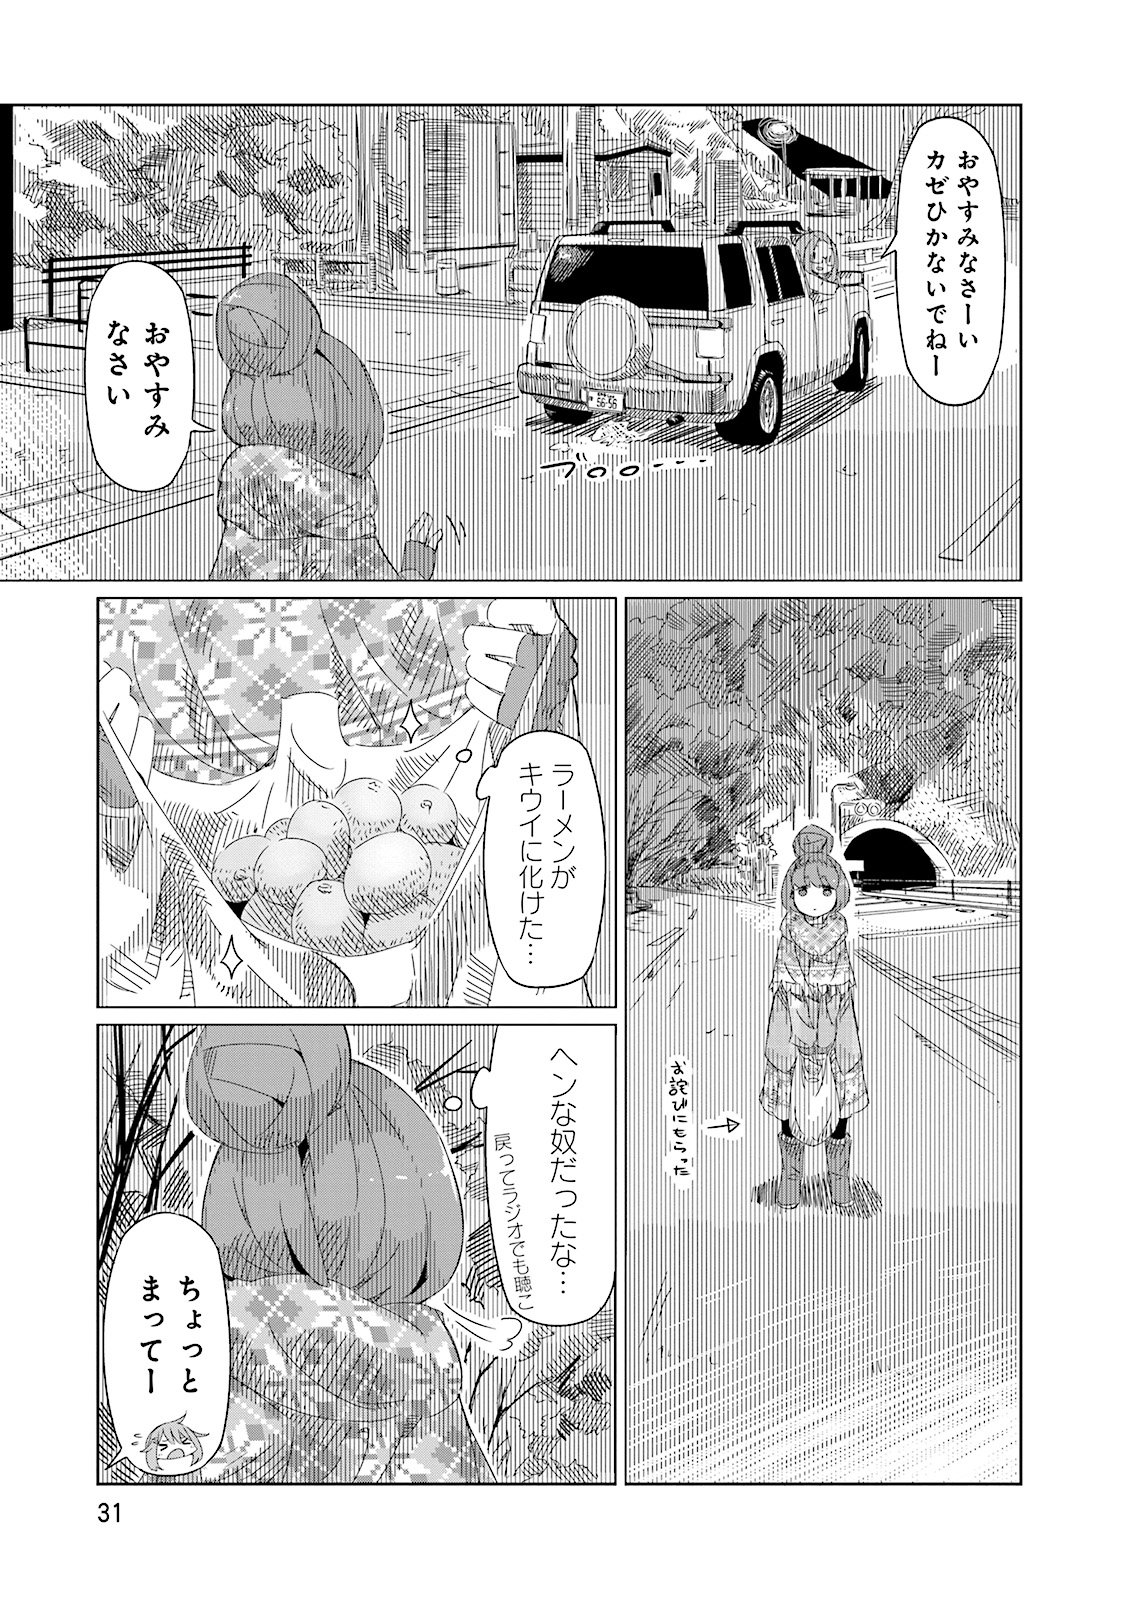 おやすみなさーい
カゼひかないでねー
56-56
ブロロ----
おやすみ
なさい
お詫びにもらった
→
ラーメンが
キウイに化けた…
ヘンな奴だったな…
戻ってラジオでも聴こ
ちょっと
まってー
31